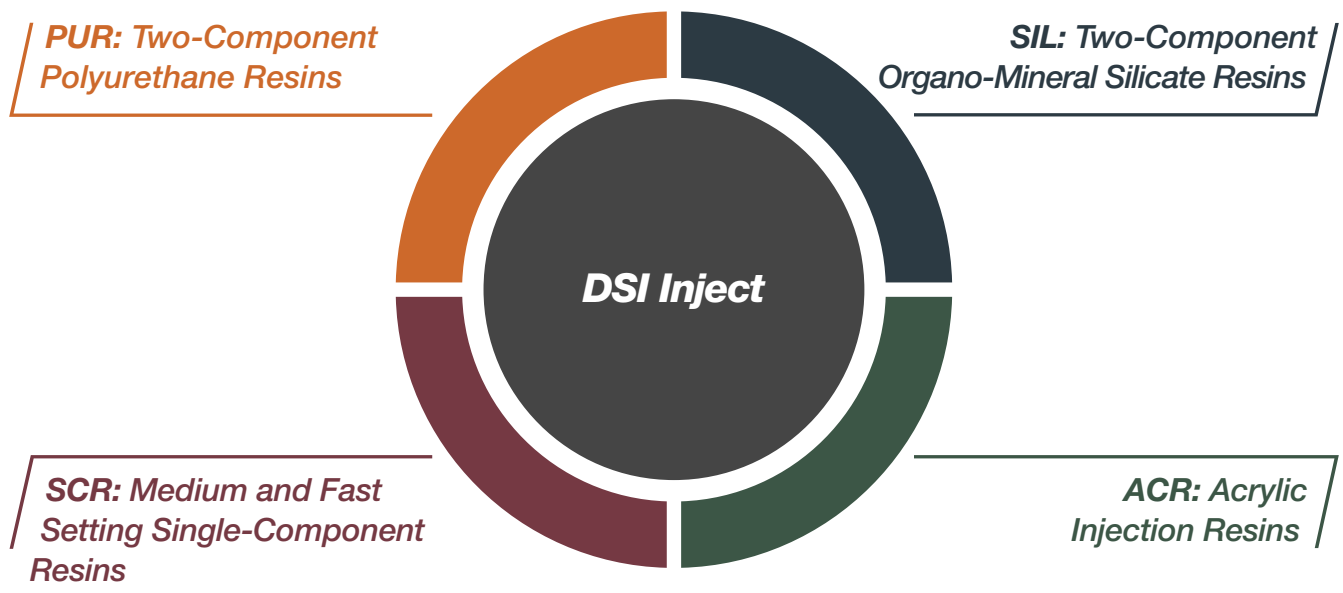 PUR: Two-Component
Polyurethane Resins
SIL: Two-Component
Organo-Mineral Silicate Resins
DSI Inject
SCR: Medium and Fast
Setting Single-Component
Resins
ACR: Acrylic
Injection Resins